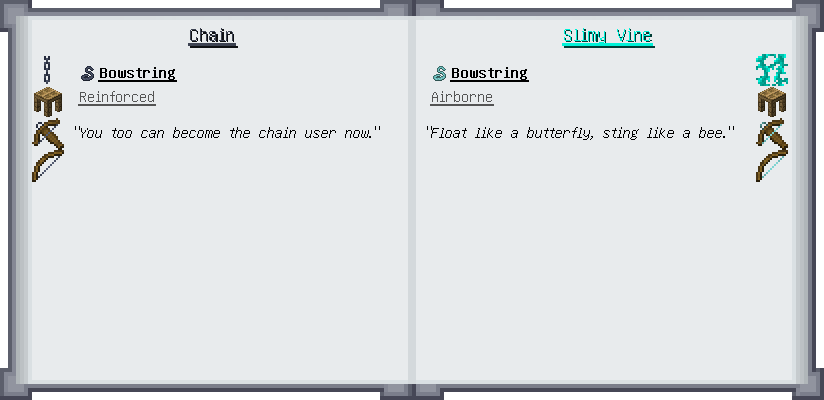 Chain
Bowstring
Reinforced
"You too can become the chain user now."
Slimy Vine
Bowstring
Airborne
"Float like a butterfly, sting like a bee."